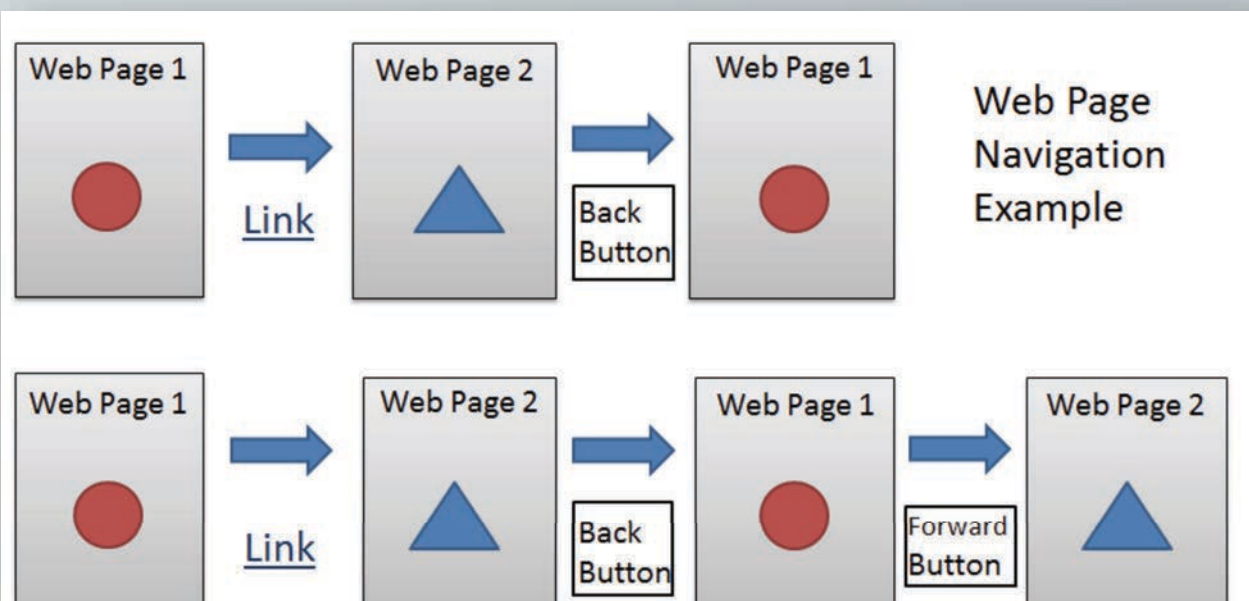 Web Page 1
Web Page 2
Web Page 1
Web Page
Navigation
Example
Link
Back
Button
Web Page 1
Web Page 2
Web Page 1
Web Page 2
Link
Back
Button
Forward
Button